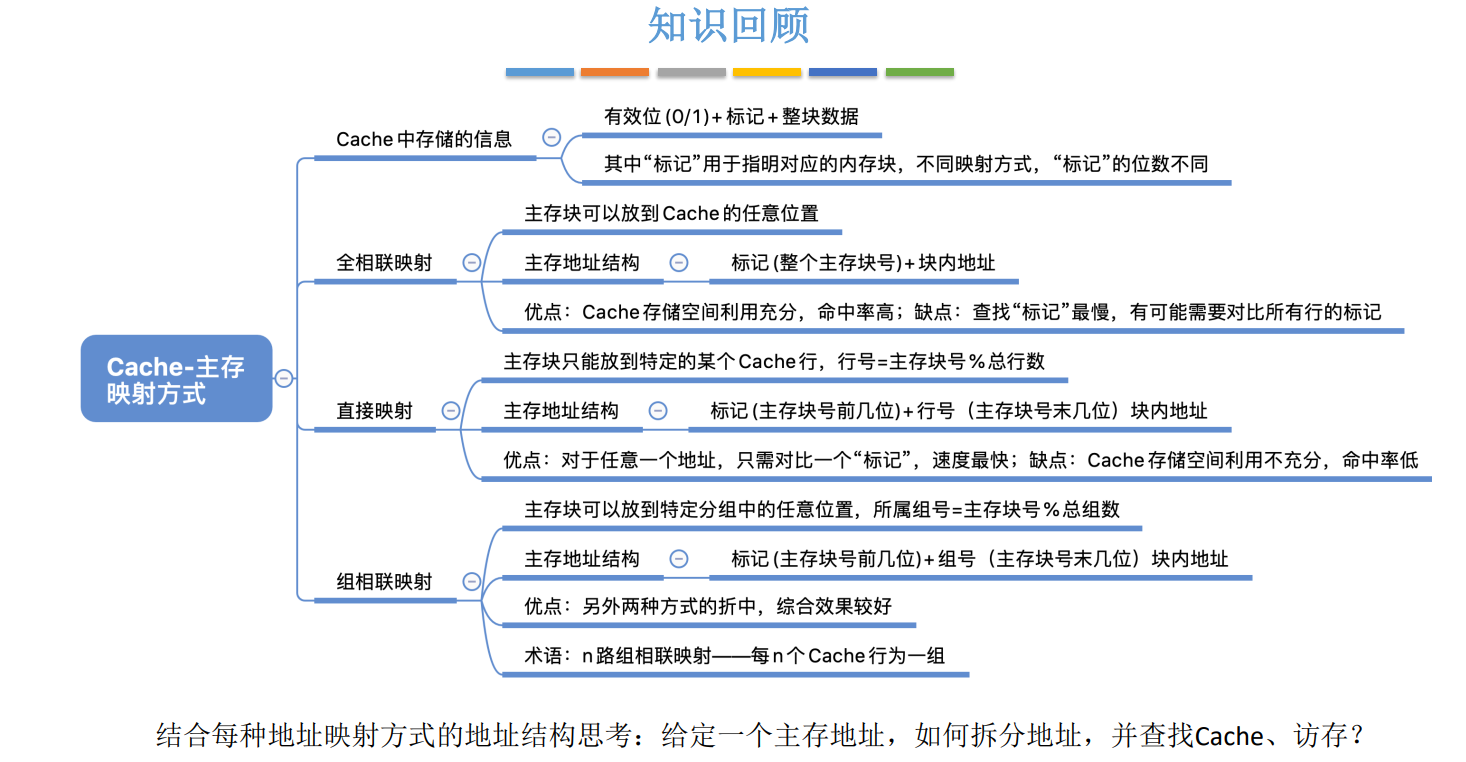 知识回顾
Cache中存储的信息
有效位(0/1)+标记+整块数据
其中“标记”用于指明对应的内存块，不同映射方式，“标记”的位数不同
主存块可以放到Cache的任意位置
全相联映射
主存地址结构
标记(整个主存块号)+块内地址
优点：Cache存储空间利用充分，命中率高；缺点：查找“标记”最慢，有可能需要对比所有行的标记
Cache-主存
映射方式
主存块只能放到特定的某个Cache行，行号=主存块号%总行数
直接映射
主存地址结构
标记(主存块号前几位)+行号（主存块号末几位）块内地址
优点：对于任意一个地址，只需对比一个“标记”，速度最快；缺点：Cache存储空间利用不充分，命中率低
主存块可以放到特定分组中的任意位置，所属组号=主存块号%总组数
组相联映射
主存地址结构
标记(主存块号前几位)+组号（主存块号末几位）块内地址
优点：另外两种方式的折中，综合效果较好
术语：n路组相联映射——每n个Cache行为一组
结合每种地址映射方式的地址结构思考：给定一个主存地址，如何拆分地址，并查找Cache、访存？